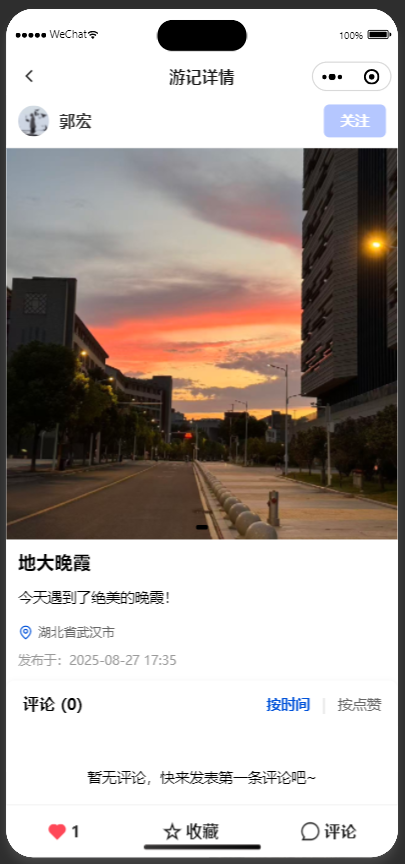 WeChat
100%
游记详情
郭宏
关注
地大晚霞
今天遇到了绝美的晚霞！
湖北省武汉市
发布于：2025-08-27 17:35
评论 (0)
按时间
按点赞
暂无评论，快来发表第一条评论吧~
1
收藏
评论